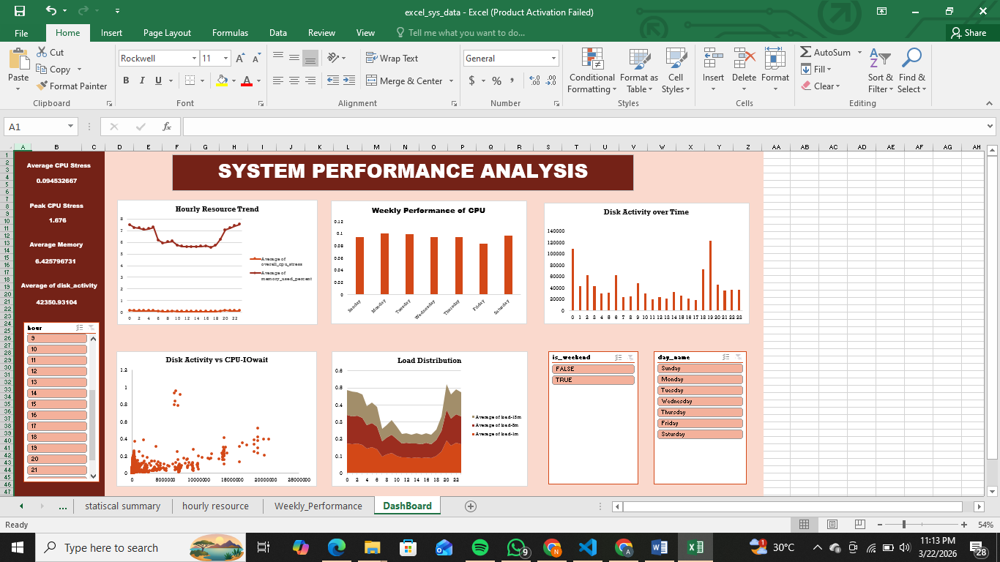 excel_sys_data - Excel (Product Activation Failed)
File Home Insert Page Layout Formulas Data Review View Tell me what you want to do... Share
Paste
Cut
Copy
Format Painter
Clipboard
Rockwell 11
B I U
Font
Wrap Text
Merge & Center
Alignment
General
$ % ,
Number
Conditional Formatting
Format as Table
Cell Styles
Styles
Insert Delete Format
Cells
AutoSum
Fill
Clear
Sort & Filter
Find & Select
Editing
A1
fx
A B C D E F G H I J K L M N O P Q R S T U V W X Y Z AA AB AC AD AE AF AG AH
SYSTEM PERFORMANCE ANALYSIS
Average CPU Stress
0.094532667
Peak CPU Stress
1.676
Average Memory
6.425796731
Average of disk_activity
42350.93104
hour
9
10
11
12
13
14
15
16
17
18
19
20
21
Hourly Resource Trend
8
7
6
5
4
3
2
1
0
0 2 4 6 8 10 12 14 16 18 20 22
Average of overall_cpu_stress
Average of memory_used_percent
Weekly Performance of CPU
0.12
0.1
0.08
0.06
0.04
0.02
0
Sunday Monday Tuesday Wednesday Thursday Friday Saturday
Disk Activity over Time
140000
120000
100000
80000
60000
40000
20000
0
0 1 2 3 4 5 6 7 8 9 10 11 12 13 14 15 16 17 18 19 20 21 22 23
Disk Activity vs CPU-IOwait
1.2
1
0.8
0.6
0.4
0.2
0
0 5000000 10000000 15000000 20000000 25000000
Load Distribution
0.6
0.5
0.4
0.3
0.2
0.1
0
0 2 4 6 8 10 12 14 16 18 20 22
Average of load-15m
Average of load-5m
Average of load-1m
is_weekend
FALSE
TRUE
day_name
Sunday
Monday
Tuesday
Wednesday
Thursday
Friday
Saturday
... statiscal summary hourly resource Weekly_Performance DashBoard
Ready
54%
Type here to search
9
1
30°C
11:13 PM
3/22/2026
28